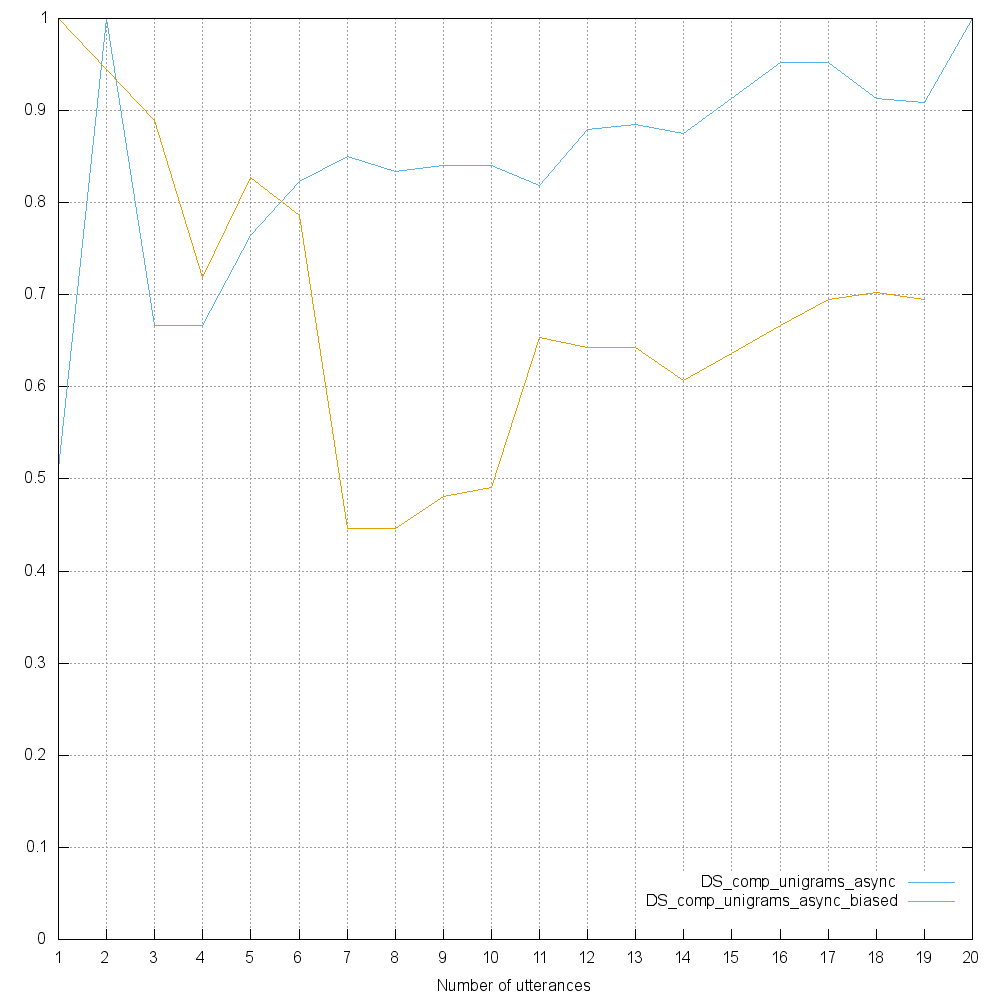 1
0.9
0.8
0.7
0.6
0.5
0.4
0.3
0.2
0.1
0
DS_comp_unigrams_async
DS_comp_unigrams_async_biased
1 2 3 4 5 6 7 8 9 10 11 12 13 14 15 16 17 18 19 20
Number of utterances